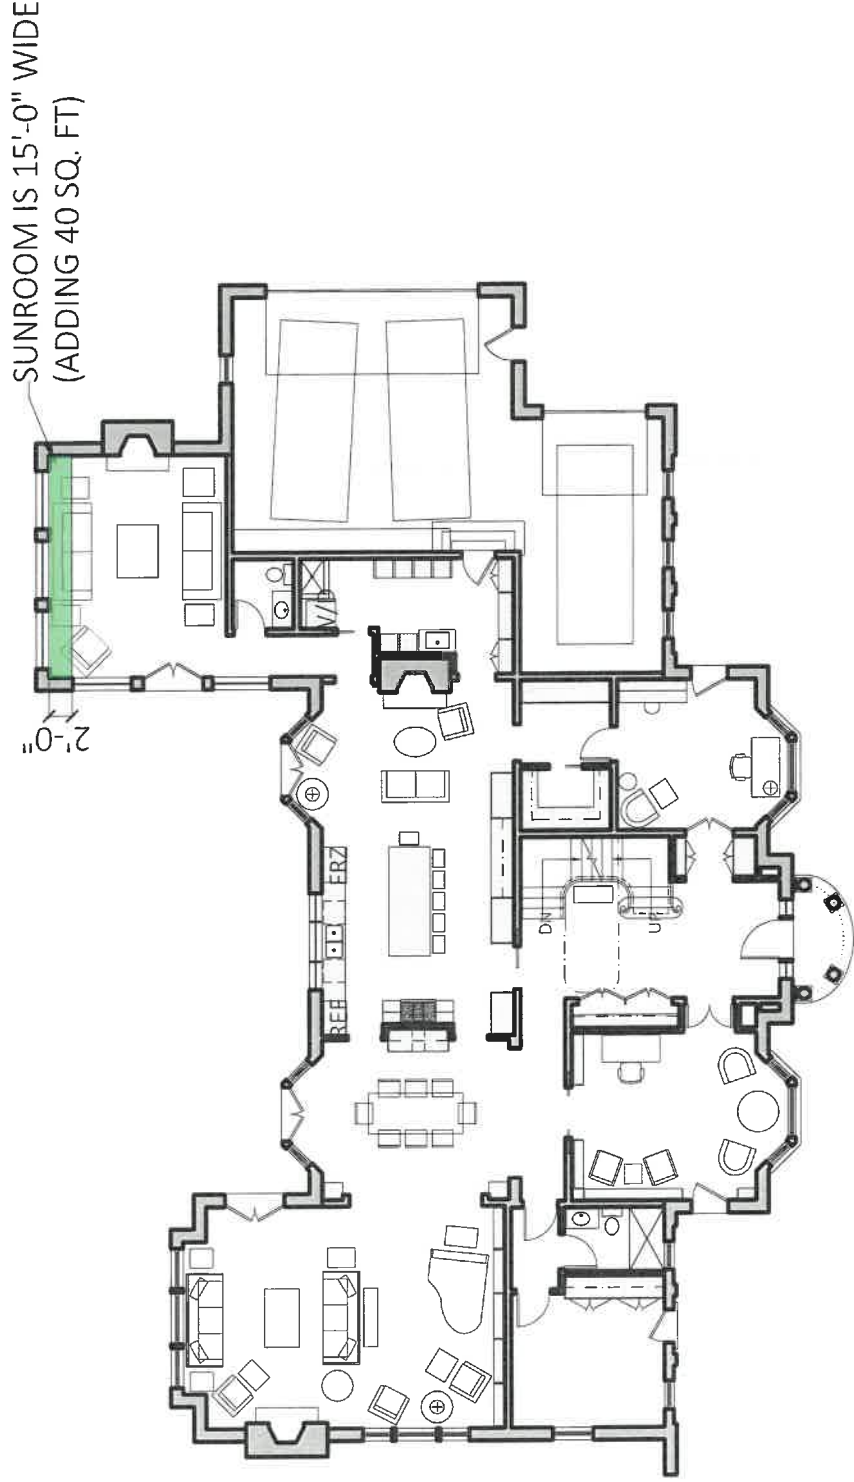 SUNROOM IS 15'-0" WIDE
(ADDING 40 SQ. FT)
2'-0"
FRZ
REF
DN
UP